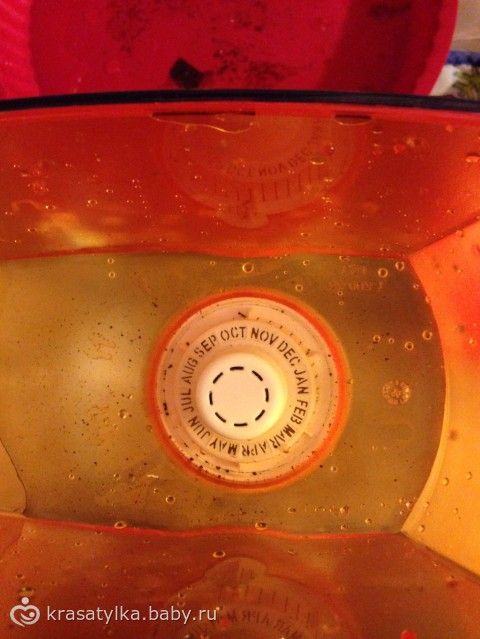 JAN FEB MAR APR MAY JUN JUL AUG SEP OCT NOV DEC
krasatylka.baby.ru